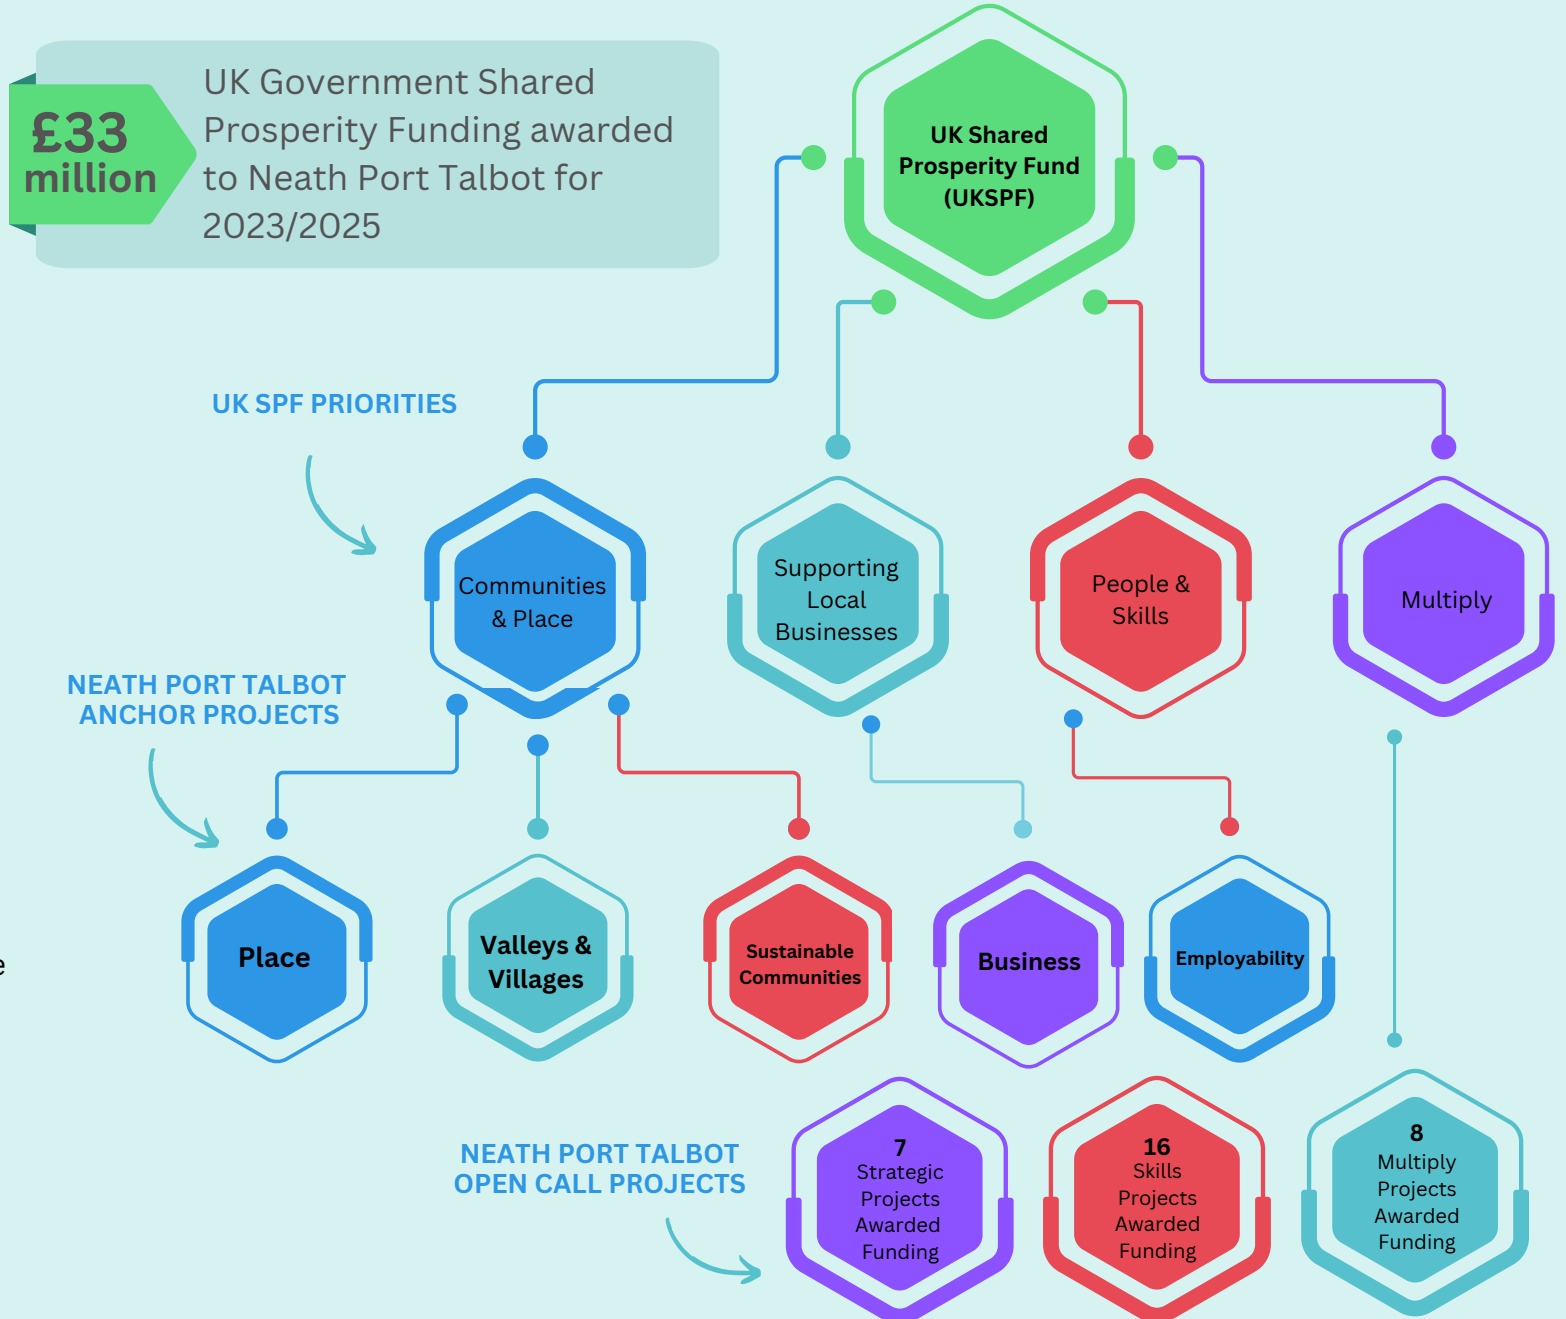 £33
million
UK Government Shared
Prosperity Funding awarded
to Neath Port Talbot for
2023/2025
UK Shared
Prosperity Fund
(UKSPF)
UK SPF PRIORITIES
Communities
& Place
Supporting
Local
Businesses
People &
Skills
Multiply
NEATH PORT TALBOT
ANCHOR PROJECTS
Place
Valleys &
Villages
Sustainable
Communities
Business
Employability
NEATH PORT TALBOT
OPEN CALL PROJECTS
7
Strategic
Projects
Awarded
Funding
16
Skills
Projects
Awarded
Funding
8
Multiply
Projects
Awarded
Funding